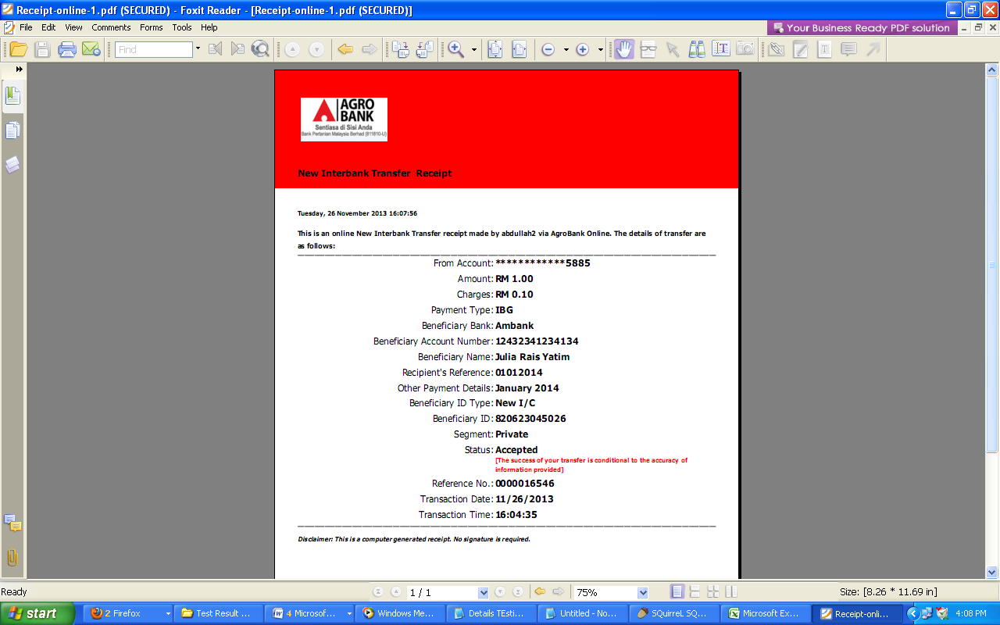 Receipt-online-1.pdf (SECURED) - Foxit Reader - [Receipt-online-1.pdf (SECURED)]
File Edit View Comments Forms Tools Help
Your Business Ready PDF solution
Find
AGRO
BANK
Sentiasa di Sisi Anda
Bank Pertanian Malaysia Berhad (811810-U)
New Interbank Transfer Receipt
Tuesday, 26 November 2013 16:07:56
This is an online New Interbank Transfer receipt made by abdullah2 via AgroBank Online. The details of transfer are
as follows:
From Account: ************5885
Amount: RM 1.00
Charges: RM 0.10
Payment Type: IBG
Beneficiary Bank: Ambank
Beneficiary Account Number: 12432341234134
Beneficiary Name: Julia Rais Yatim
Recipient's Reference: 01012014
Other Payment Details: January 2014
Beneficiary ID Type: New I/C
Beneficiary ID: 820623045026
Segment: Private
Status: Accepted
[The success of your transfer is conditional to the accuracy of
information provided]
Reference No.: 0000016546
Transaction Date: 11/26/2013
Transaction Time: 16:04:35
Disclaimer: This is a computer generated receipt. No signature is required.
Ready 1 / 1 75% Size: [8.26 * 11.69 in]
start 2 Firefox Test Result ... 4 Microsof... Windows Me... Details TEsti... Untitled - No... SQuirreL SQ... Microsoft Ex... Receipt-onli... 4:08 PM